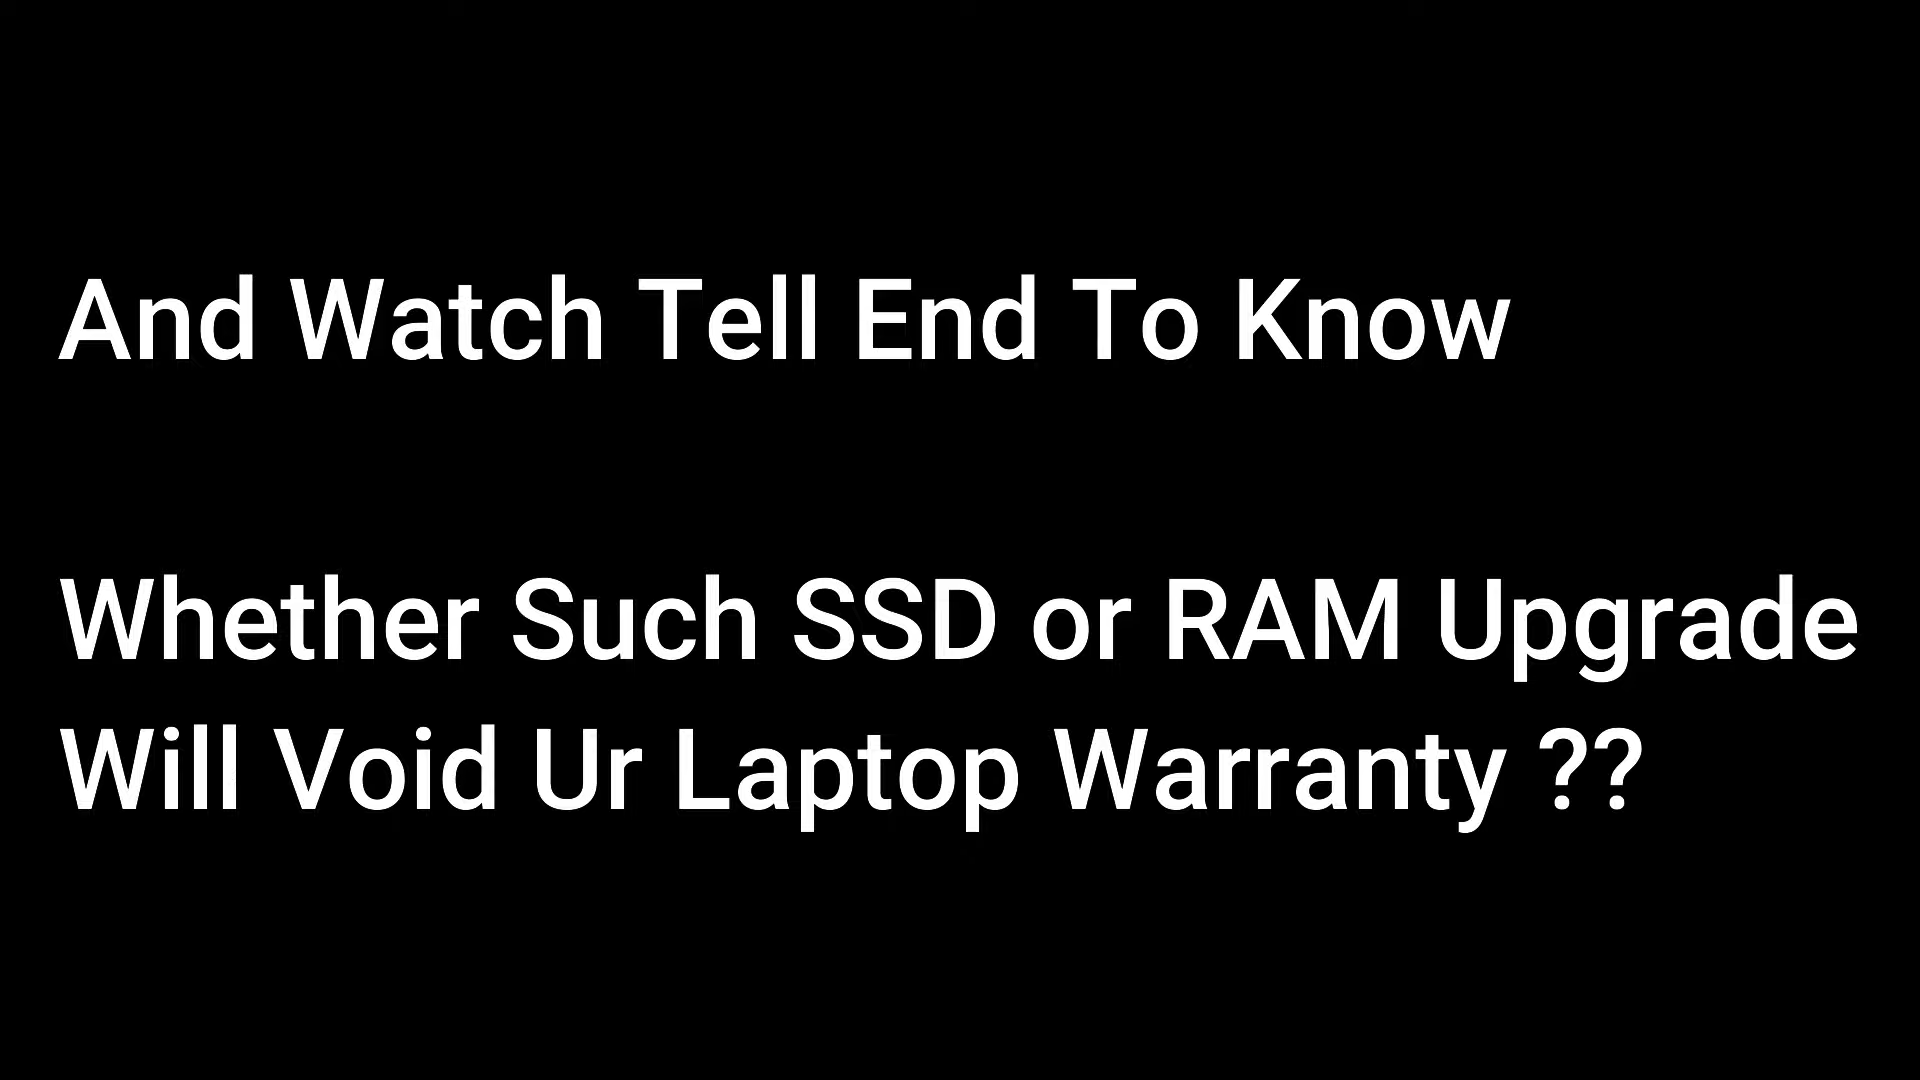 And Watch Tell End To Know
Whether Such SSD or RAM Upgrade
Will Void Ur Laptop Warranty ??